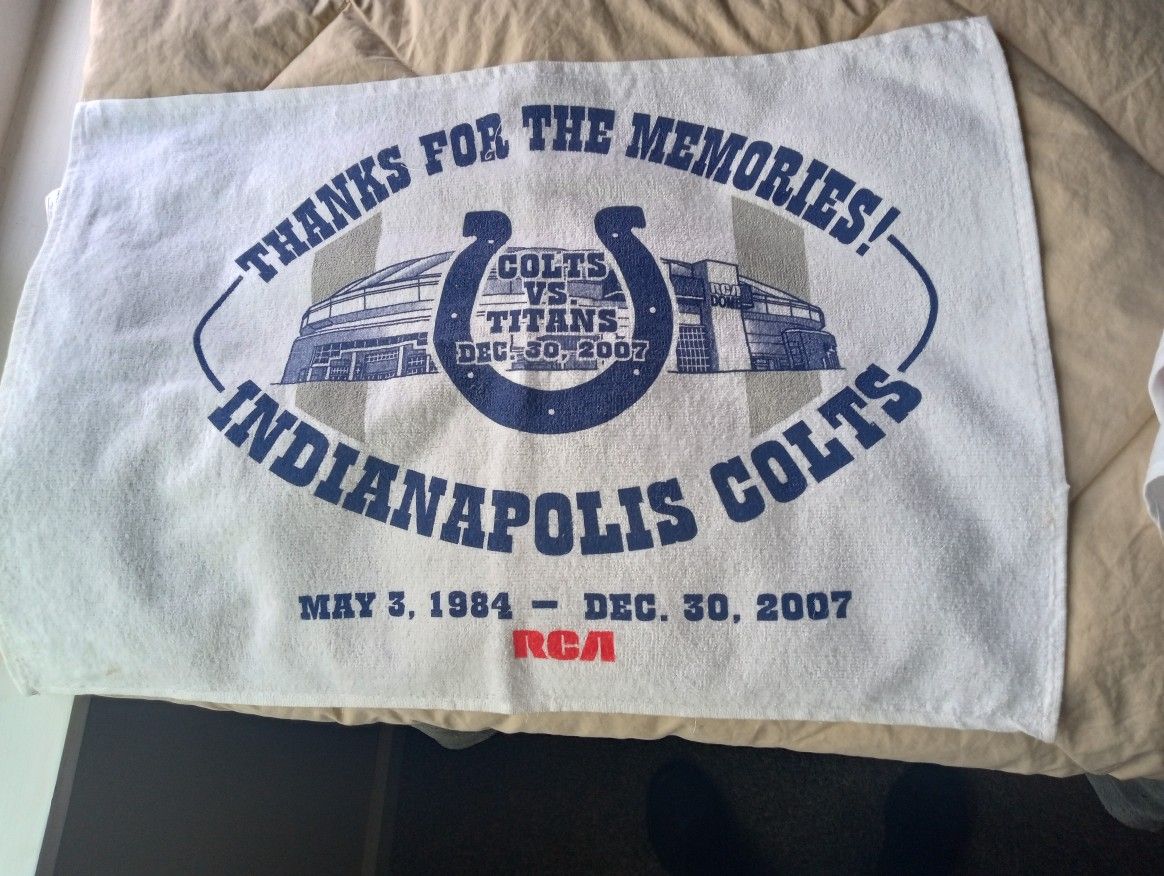 THANKS FOR THE MEMORIES!
COLTS
VS.
TITANS
DEC. 30, 2007
RCA
DOME
INDIANAPOLIS COLTS
MAY 3, 1984 – DEC. 30, 2007
RCA